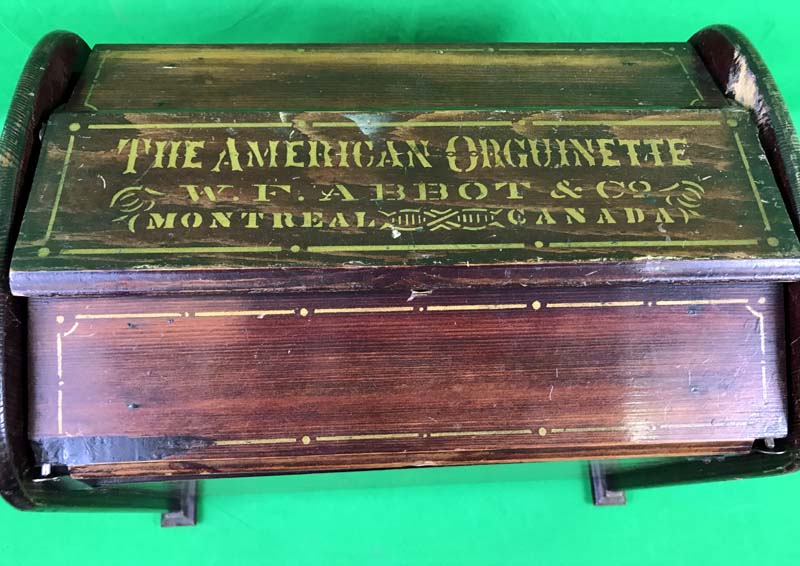 THE AMERICAN ORGUINETTE
W. F. ABBOT & CO
(MONTREAL CANADA)